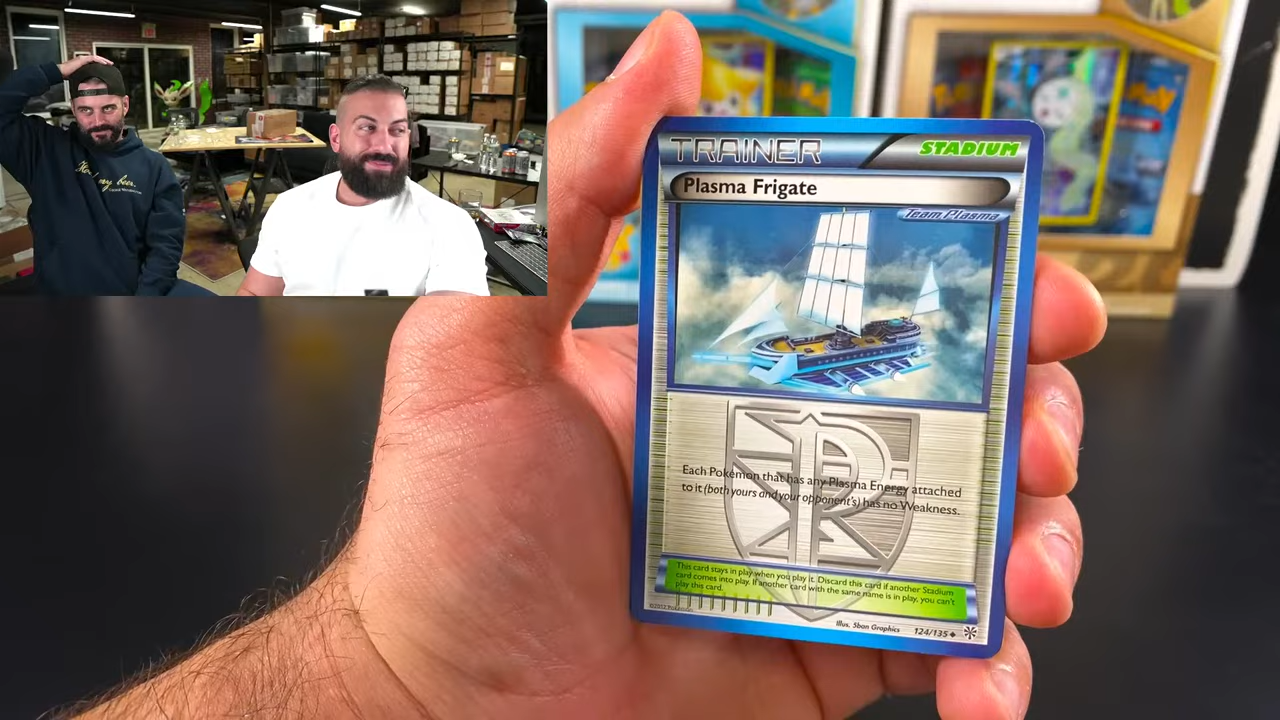 TRAINER
STADIUM
Plasma Frigate
Team Plasma
Each Pokémon that has any Plasma Energy attached
to it (both yours and your opponent's) has no Weakness.
This card stays in play when you play it. Discard this card if another Stadium
card comes into play. If another card with the same name is in play, you can't
play this card.
©2012 Pokémon
Illus. 5ban Graphics
124/135